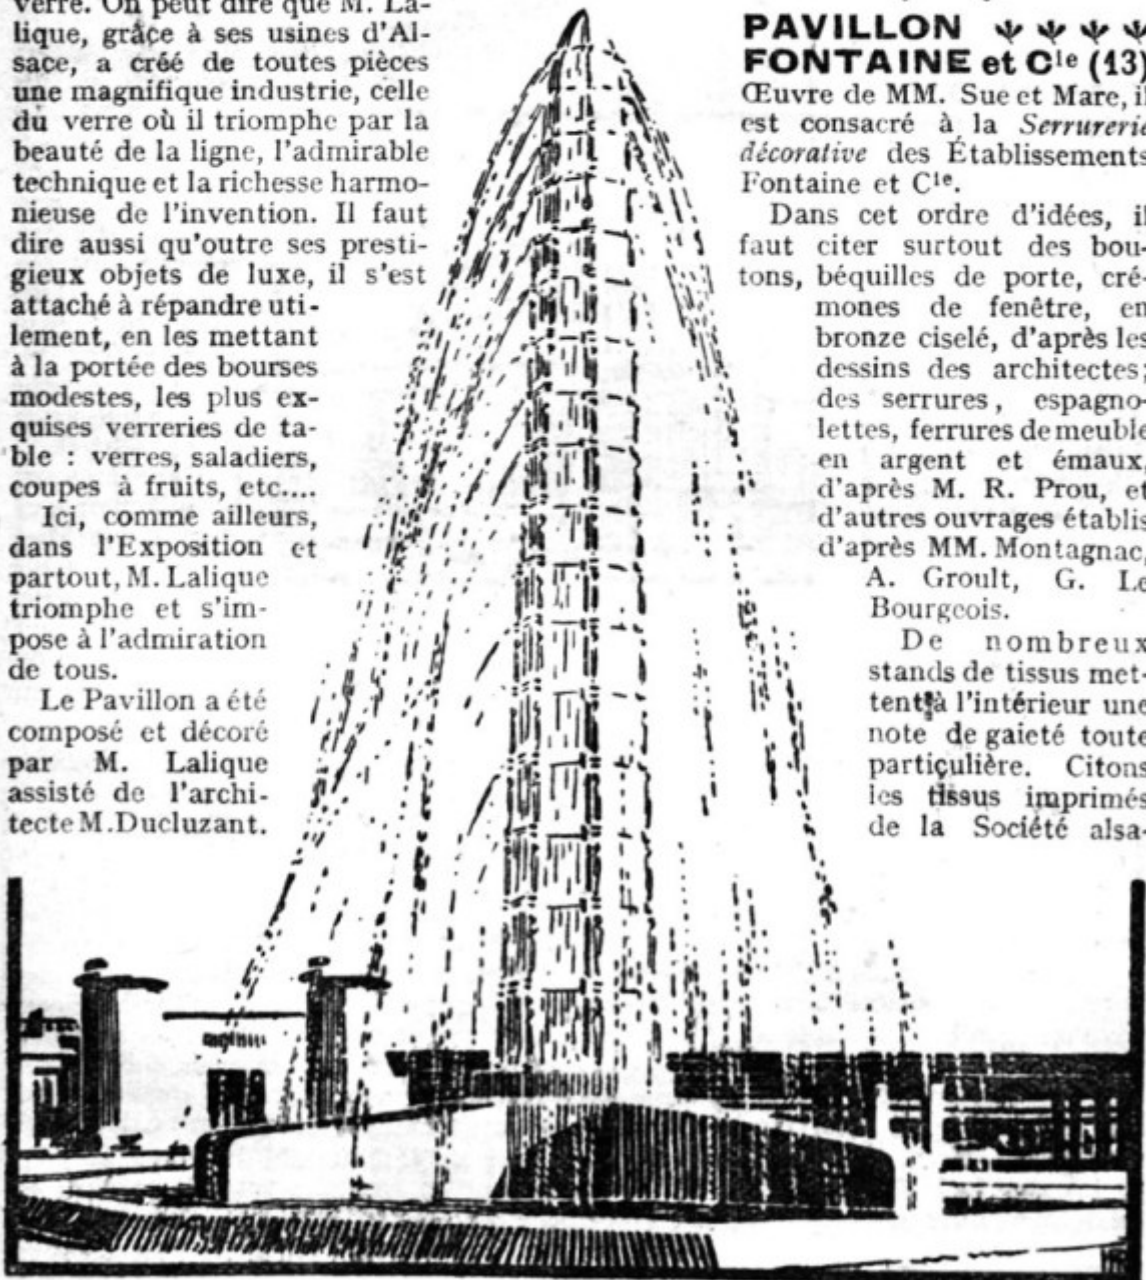 verre. On peut dire que M. La-
lique, grâce à ses usines d'Al-
sace, a créé de toutes pièces
une magnifique industrie, celle
du verre où il triomphe par la
beauté de la ligne, l'admirable
technique et la richesse harmo-
nieuse de l'invention. Il faut
dire aussi qu'outre ses presti-
gieux objets de luxe, il s'est
attaché à répandre uti-
lement, en les mettant
à la portée des bourses
modestes, les plus ex-
quises verreries de ta-
ble : verres, saladiers,
coupes à fruits, etc....
Ici, comme ailleurs,
dans l'Exposition et
partout, M. Lalique
triomphe et s'im-
pose à l'admiration
de tous.
Le Pavillon a été
composé et décoré
par M. Lalique
assisté de l'archi-
tecte M. Ducluzant.
PAVILLON
FONTAINE et Cie (13)
Œuvre de MM. Sue et Mare, il
est consacré à la Serrurerie
décorative des Établissements
Fontaine et Cie.
Dans cet ordre d'idées, il
faut citer surtout des bou-
tons, béquilles de porte, cré-
mones de fenêtre, en
bronze ciselé, d'après les
dessins des architectes;
des serrures, espagno-
lettes, ferrures de meuble
en argent et émaux,
d'après M. R. Prou, et
d'autres ouvrages établis
d'après MM. Montagnac,
A. Groult, G. Le
Bourgeois.
De nombreux
stands de tissus met-
tent à l'intérieur une
note de gaieté toute
particulière. Citons
les tissus imprimés
de la Société alsa-